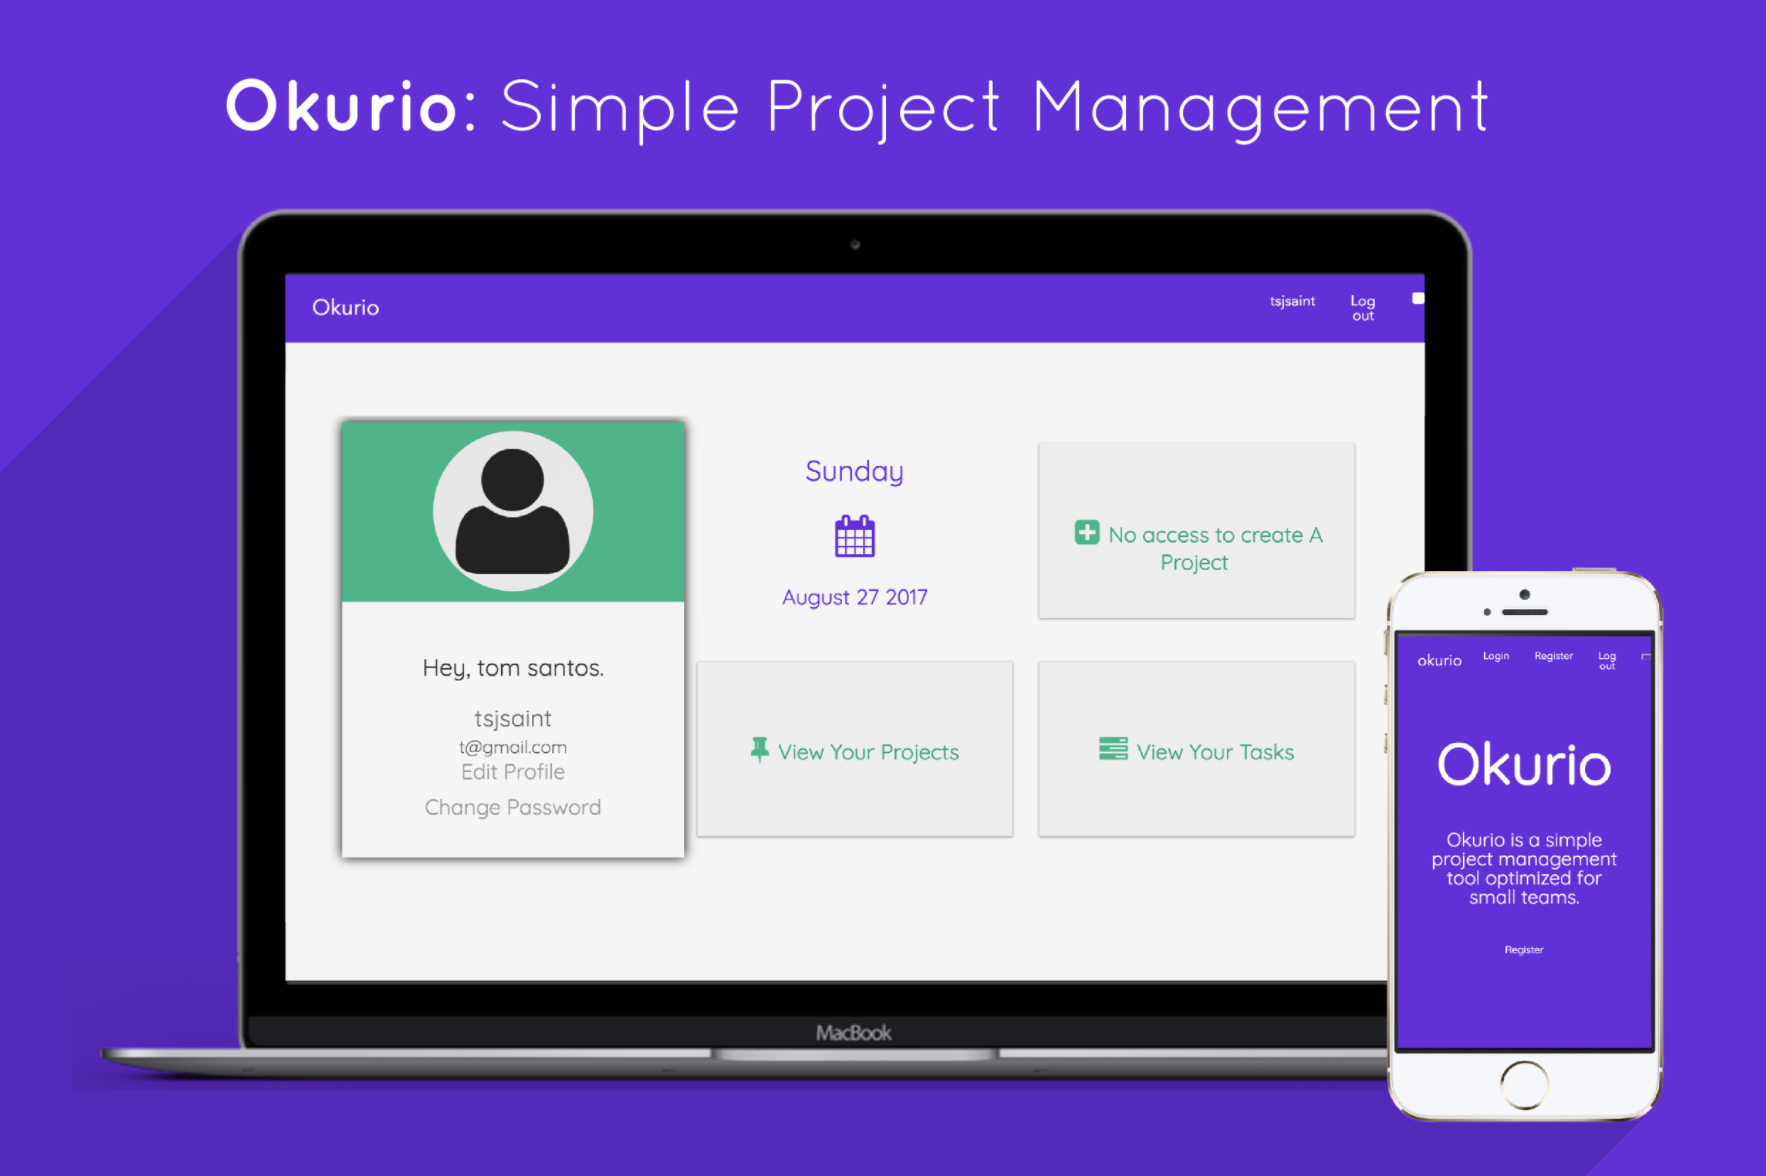 Okurio: Simple Project Management
Okurio
tsjsaint
Log
out
Sunday
August 27 2017
No access to create A
Project
Hey, tom santos.
tsjsaint
t@gmail.com
Edit Profile
Change Password
View Your Projects
View Your Tasks
MacBook
okurio
Login
Register
Log
out
Okurio
Okurio is a simple
project management
tool optimized for
small teams.
Register